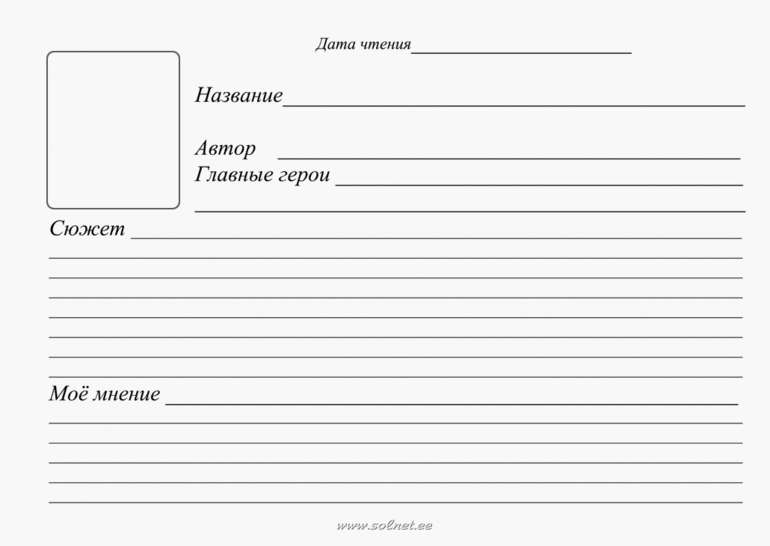 Дата чтения
Название
Автор
Главные герои
Сюжет
Моё мнение
www.solnet.ee